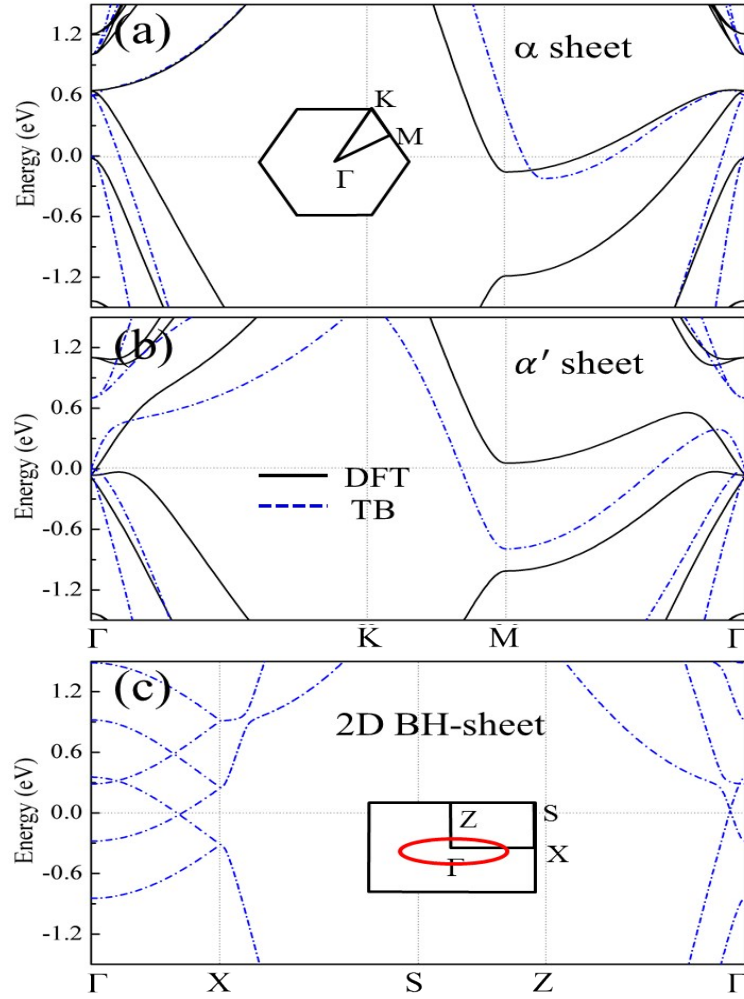 (a)
α sheet
1.2
0.6
0.0
-0.6
-1.2
Energy (eV)
K
M
Γ
(b)
α′ sheet
1.2
0.6
0.0
-0.6
-1.2
Energy (eV)
DFT
TB
Γ K M Γ
(c)
2D BH-sheet
1.2
0.6
0.0
-0.6
-1.2
Energy (eV)
Z S
Γ X
Γ X S Z Γ